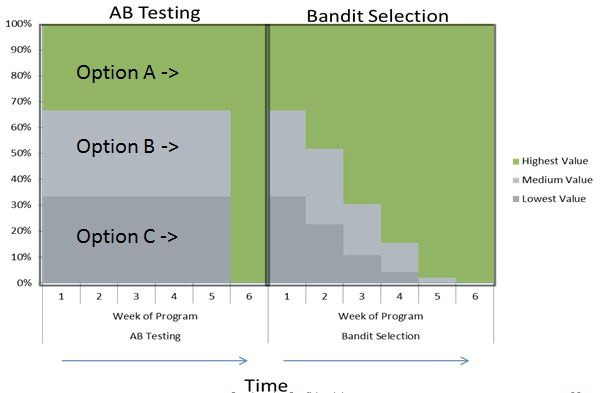 AB Testing Bandit Selection
100%
90%
80%
70%
60%
50%
40%
30%
20%
10%
0%
Option A ->
Option B ->
Option C ->
Highest Value
Medium Value
Lowest Value
1 2 3 4 5 6 1 2 3 4 5 6
Week of Program Week of Program
AB Testing Bandit Selection
Time